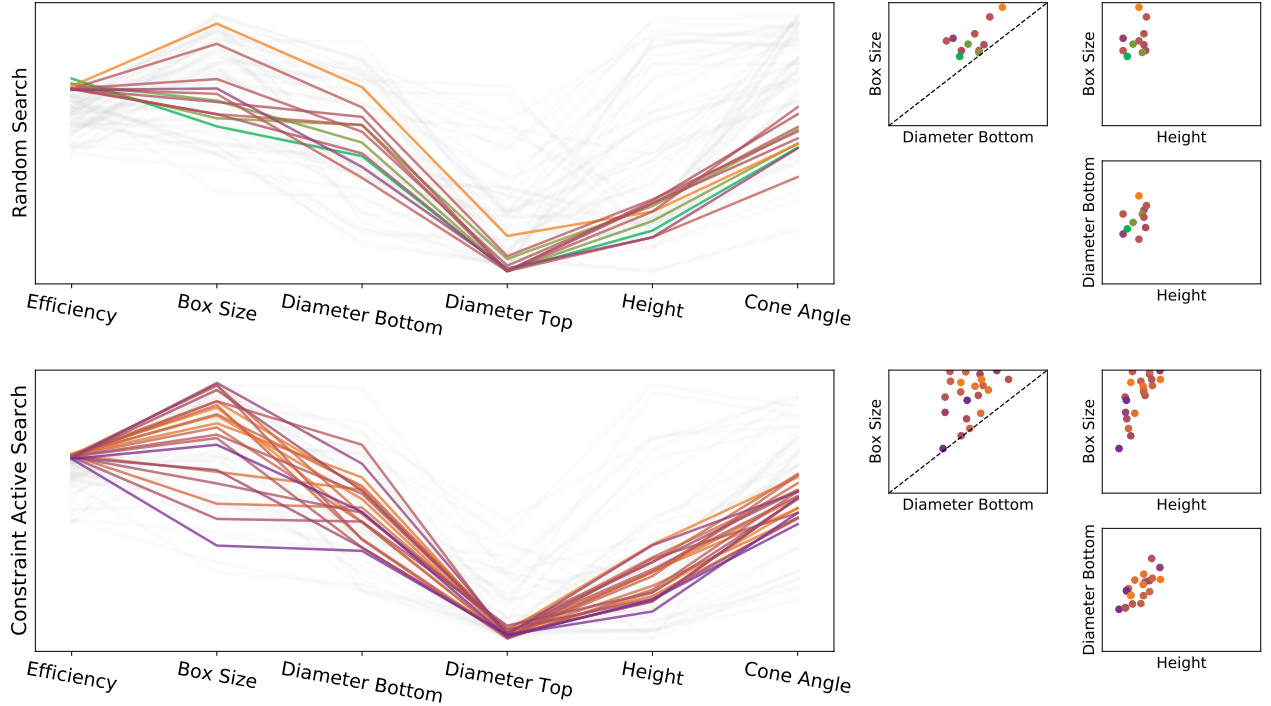 Random Search
Efficiency
Box Size
Diameter Bottom
Diameter Top
Height
Cone Angle
Box Size
Diameter Bottom
Box Size
Height
Diameter Bottom
Height
Constraint Active Search
Efficiency
Box Size
Diameter Bottom
Diameter Top
Height
Cone Angle
Box Size
Diameter Bottom
Box Size
Height
Diameter Bottom
Height